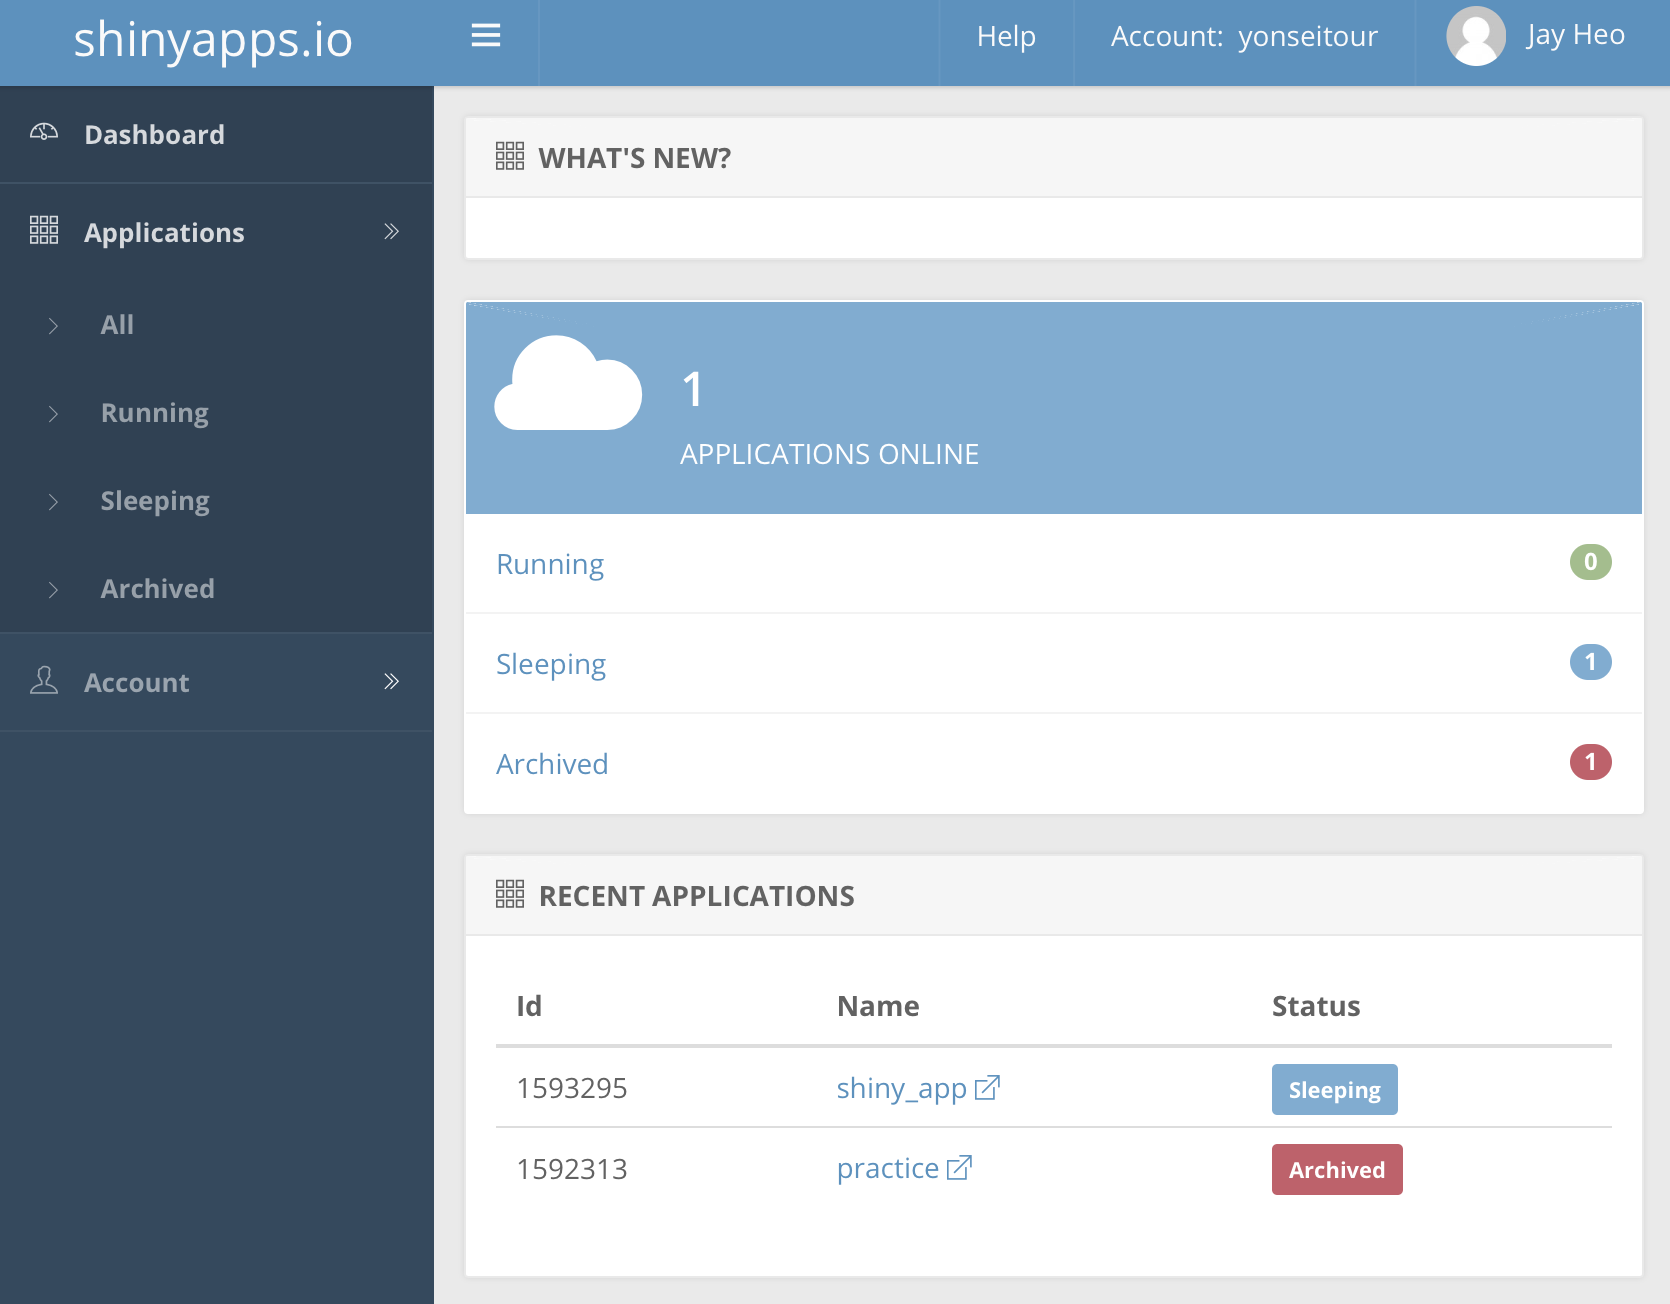 shinyapps.io
Help
Account: yonseitour
Jay Heo
Dashboard
Applications
All
Running
Sleeping
Archived
Account
WHAT'S NEW?
1
APPLICATIONS ONLINE
Running 0
Sleeping 1
Archived 1
RECENT APPLICATIONS
Id Name Status
1593295 shiny_app Sleeping
1592313 practice Archived